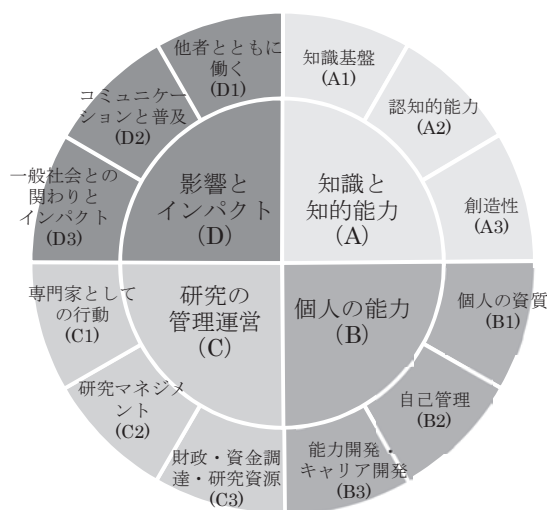 他者とともに
働く
(D1)
知識基盤
(A1)
コミュニケー
ションと普及
(D2)
認知的能力
(A2)
一般社会との
関わりと
インパクト
(D3)
影響と
インパクト
(D)
知識と
知的能力
(A)
創造性
(A3)
専門家として
の行動
(C1)
研究の
管理運営
(C)
個人の能力
(B)
個人の資質
(B1)
研究マネジメ
ント
(C2)
自己管理
(B2)
財政・資金調
達・研究資源
(C3)
能力開発・
キャリア開発
(B3)